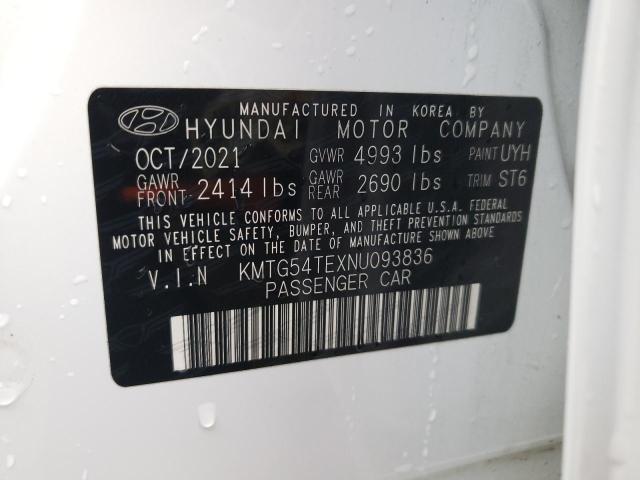 MANUFACTURED IN KOREA BY
HYUNDAI MOTOR COMPANY
OCT/2021 GVWR 4993 lbs PAINT UYH
GAWR FRONT 2414 lbs GAWR REAR 2690 lbs TRIM ST6
THIS VEHICLE CONFORMS TO ALL APPLICABLE U.S.A. FEDERAL
MOTOR VEHICLE SAFETY, BUMPER, AND THEFT PREVENTION STANDARDS
IN EFFECT ON THE DATE OF MANUFACTURE SHOWN ABOVE.
V.I.N KMTG54TEXNU093836
PASSENGER CAR